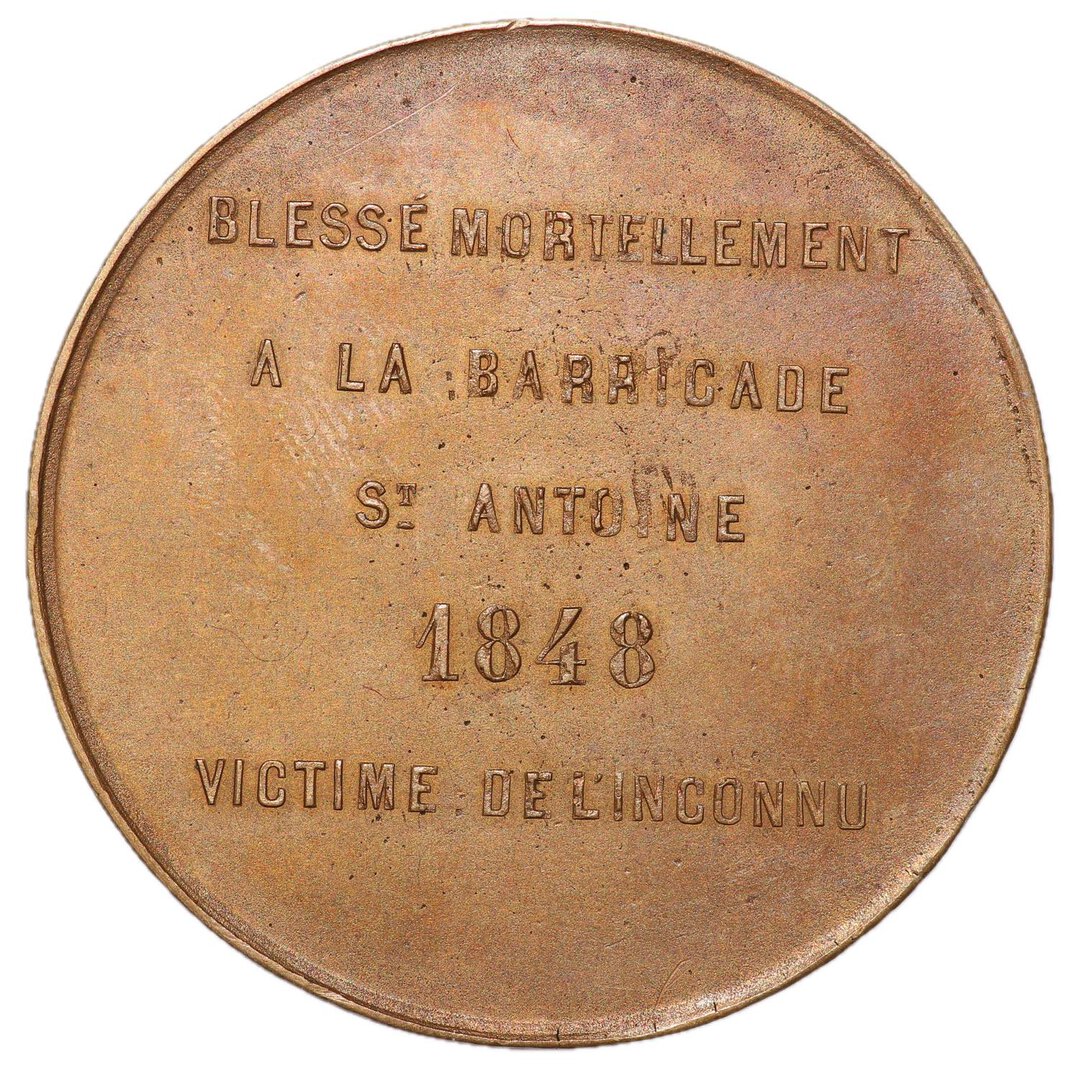 BLESSÉ MORTELLEMENT
A LA BARRICADE
ST ANTOINE
1848
VICTIME DE L'INCONNU